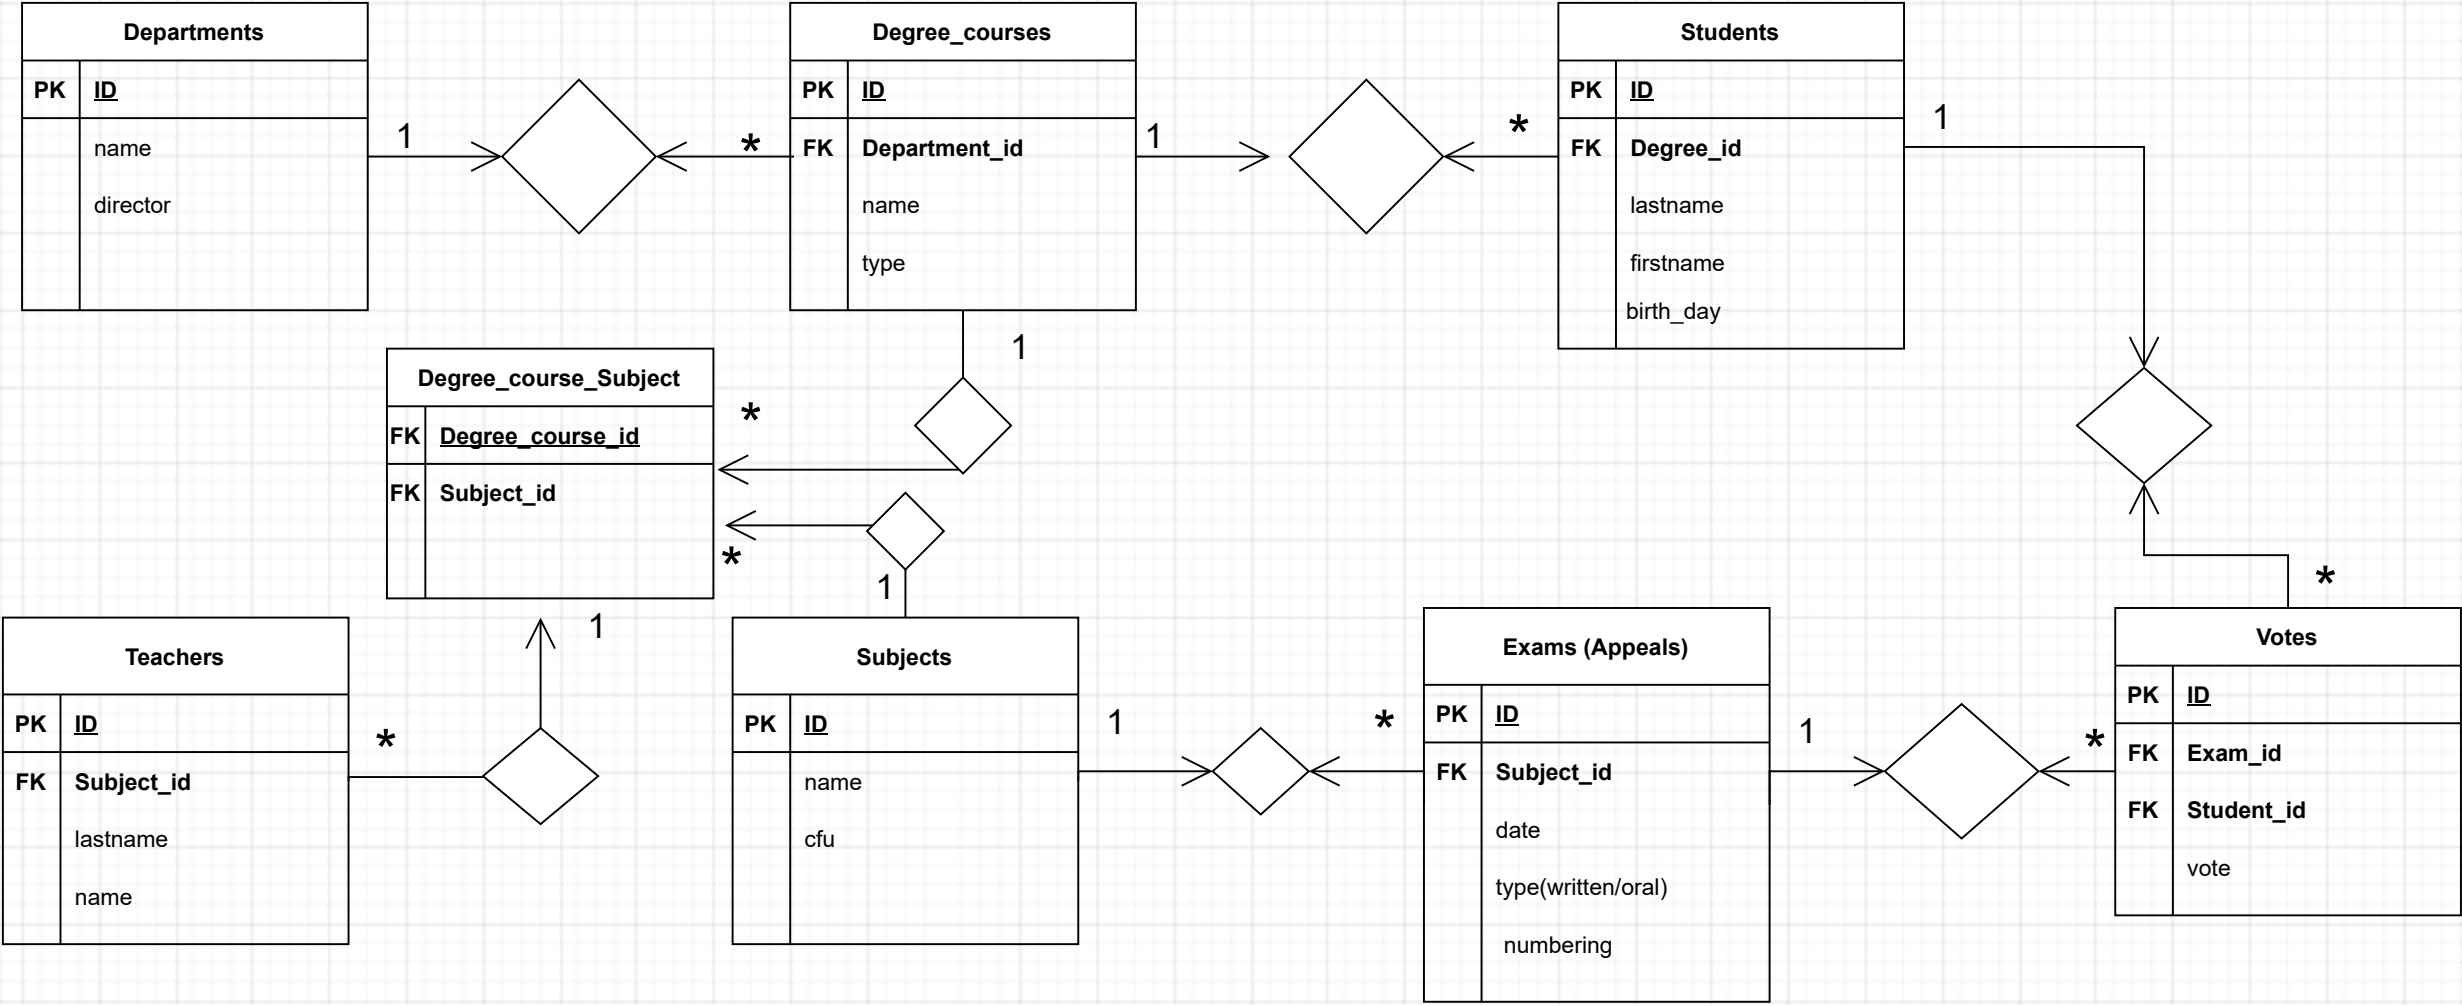 Departments
PK ID
name
director
1
*
Degree_courses
PK ID
FK Department_id
name
type
1
*
Students
PK ID
FK Degree_id
lastname
firstname
birth_day
1
1
Degree_course_Subject
FK Degree_course_id
FK Subject_id
*
*
1
1
*
Teachers
PK ID
FK Subject_id
lastname
name
*
Subjects
PK ID
name
cfu
1
*
Exams (Appeals)
PK ID
FK Subject_id
date
type(written/oral)
numbering
1
*
Votes
PK ID
FK Exam_id
FK Student_id
vote